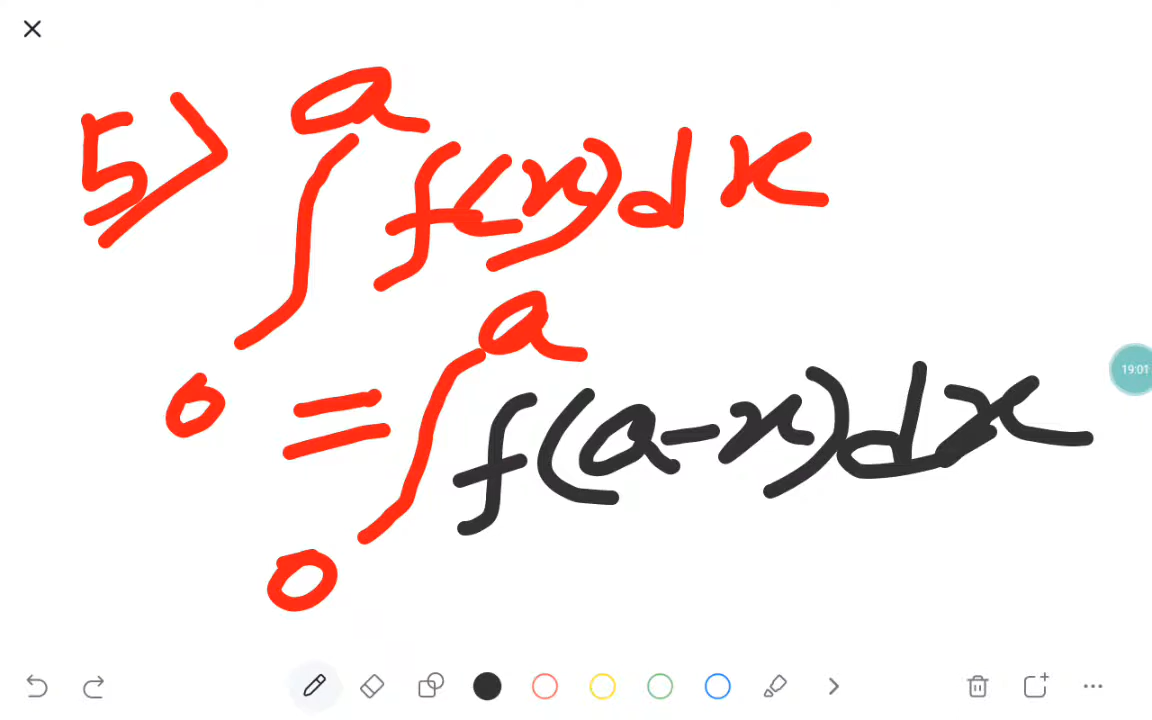 5) ∫₀ᵃ f(x)dx
= ∫₀ᵃ f(a-x)dx
19:01